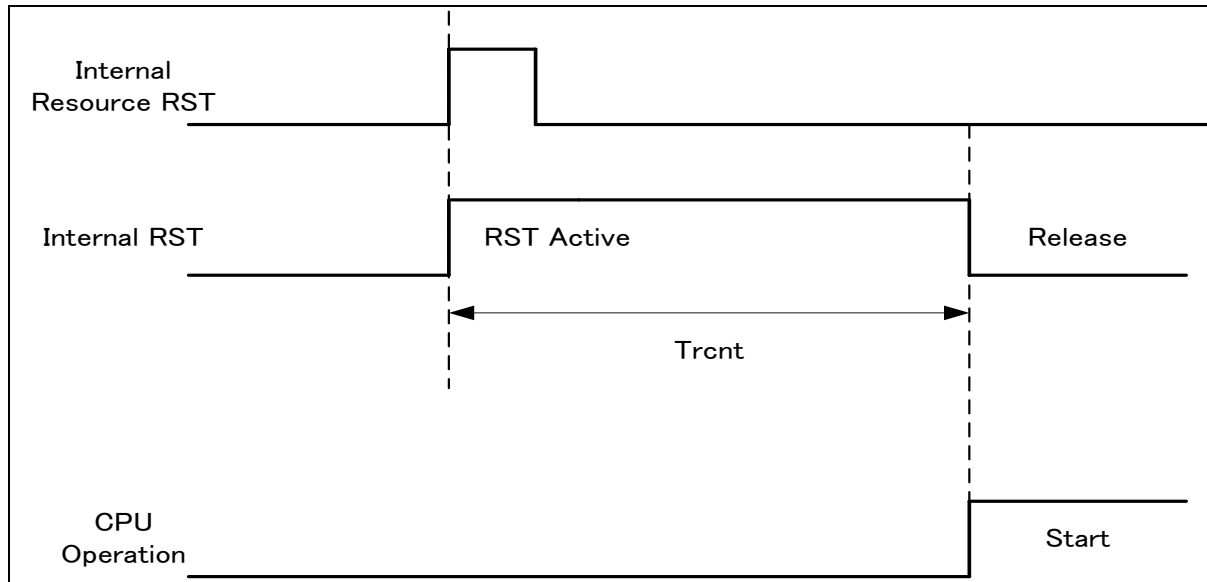 Internal
Resource RST
Internal RST
RST Active
Release
Trcnt
CPU
Operation
Start